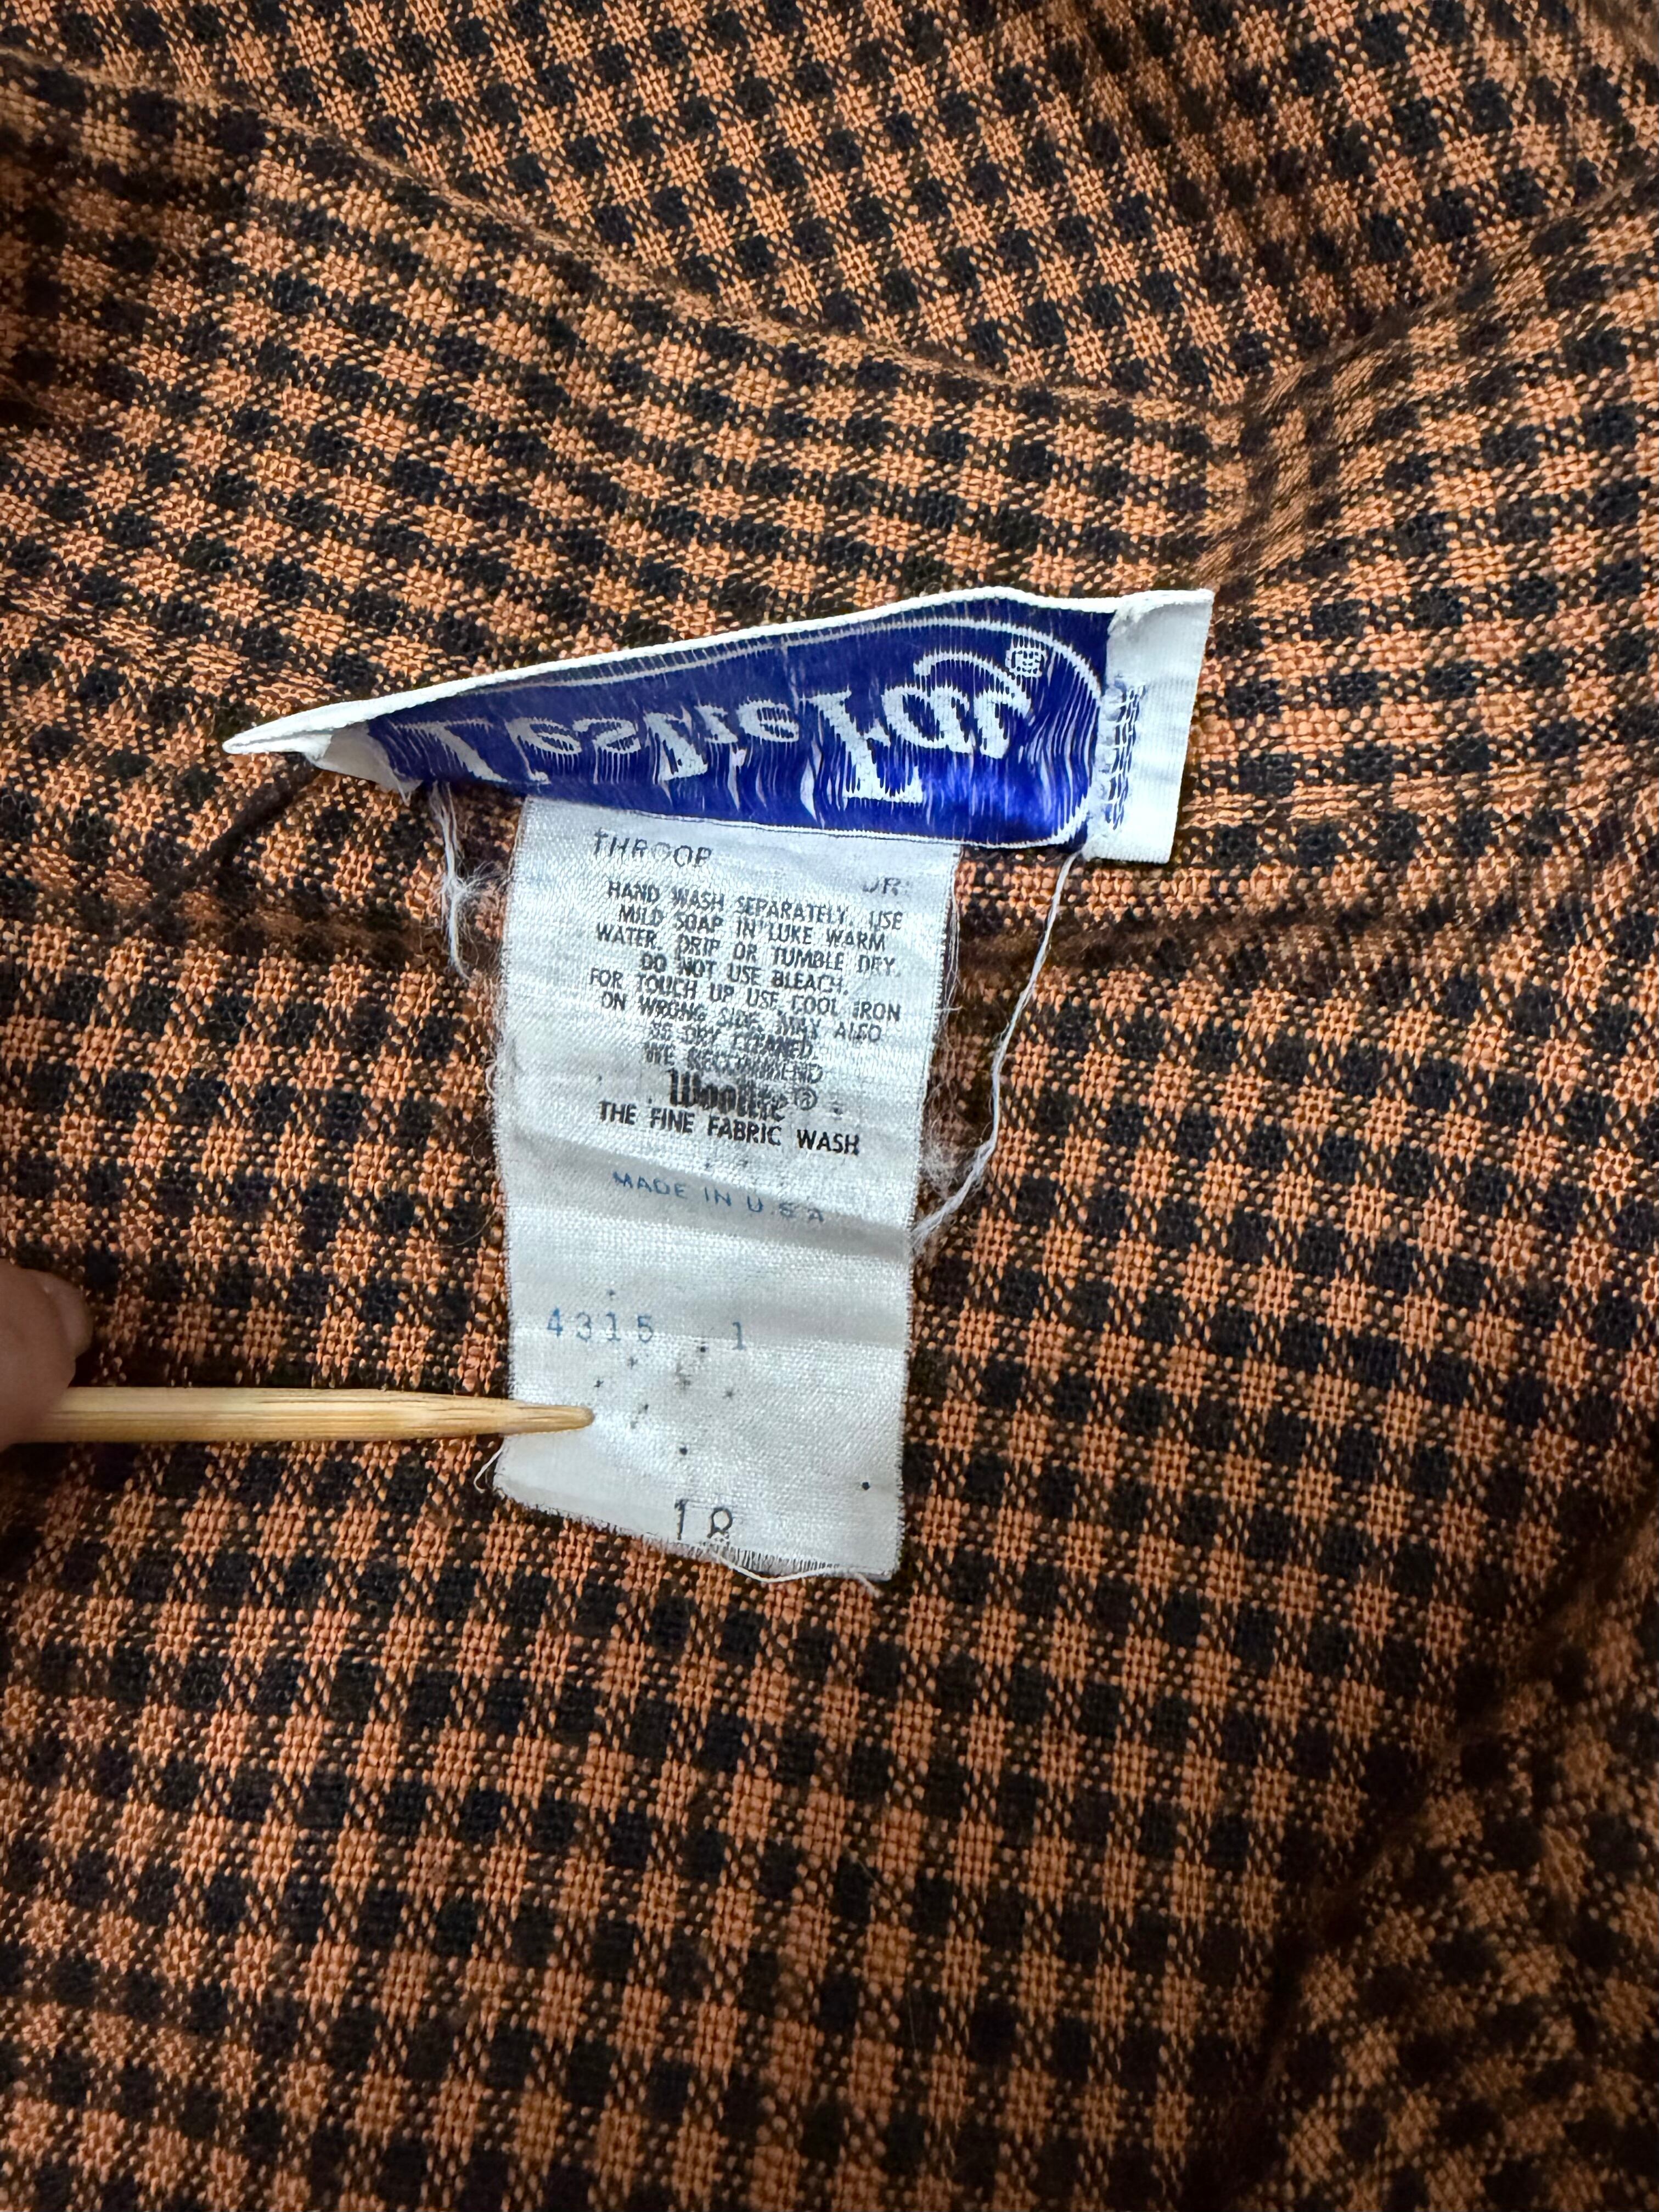 Leslie Fay®
THROOP
DR:
HAND WASH SEPARATELY. USE
MILD SOAP IN LUKE WARM
WATER. DRIP OR TUMBLE DRY.
DO NOT USE BLEACH.
FOR TOUCH UP USE COOL IRON
ON WRONG SIDE. MAY ALSO
BE DRY CLEANED.
WE RECOMMEND
Woolite®
THE FINE FABRIC WASH
MADE IN U.S.A
4315 1
18